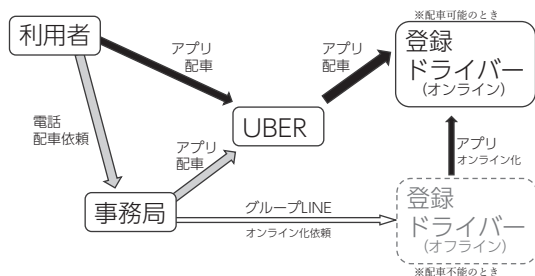 ※配車可能のとき
利用者
アプリ
配車
アプリ
配車
登録
ドライバー
(オンライン)
電話
配車依頼
UBER
アプリ
配車
アプリ
オンライン化
事務局
グループLINE
オンライン化依頼
登録
ドライバー
(オフライン)
※配車不能のとき